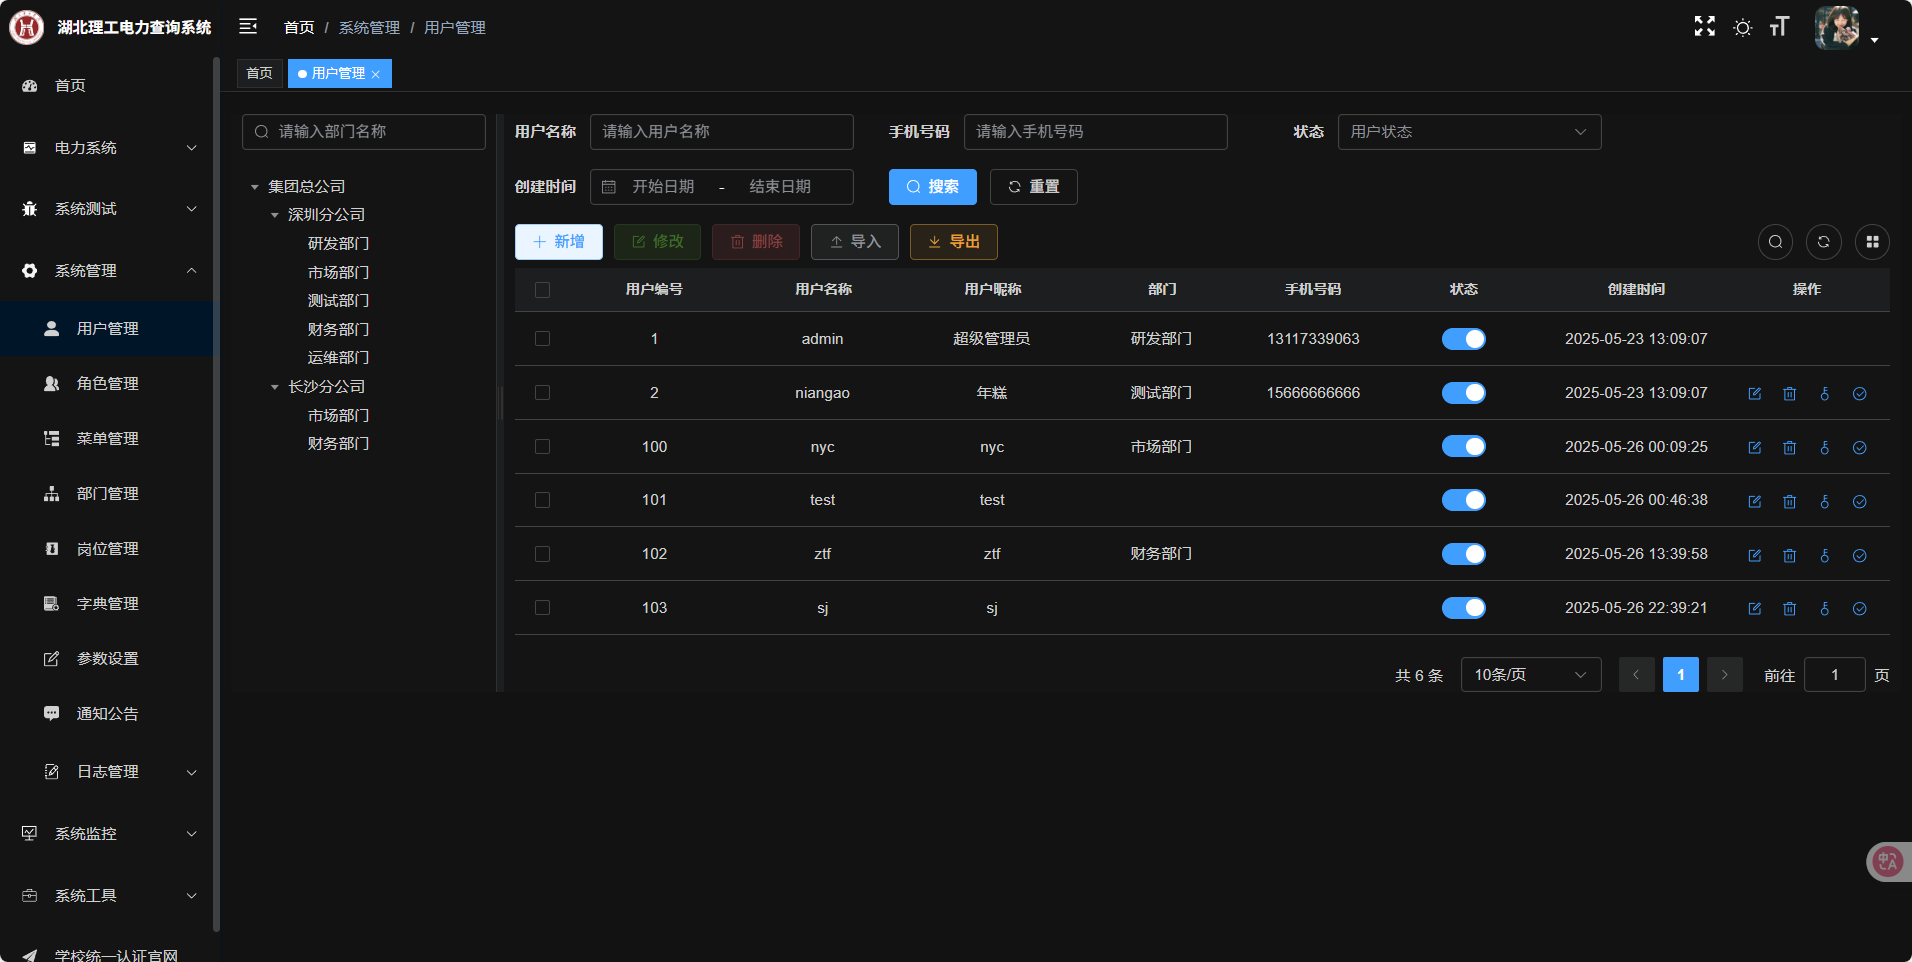 湖北理工电力查询系统
首页 / 系统管理 / 用户管理
首页
用户管理
首页
电力系统
系统测试
系统管理
用户管理
角色管理
菜单管理
部门管理
岗位管理
字典管理
参数设置
通知公告
日志管理
系统监控
系统工具
学校统一认证官网
请输入部门名称
集团总公司
深圳分公司
研发部门
市场部门
测试部门
财务部门
运维部门
长沙分公司
市场部门
财务部门
用户名称 请输入用户名称 手机号码 请输入手机号码 状态 用户状态
创建时间 开始日期 - 结束日期 搜索 重置
新增 修改 删除 导入 导出
用户编号 用户名称 用户昵称 部门 手机号码 状态 创建时间 操作
1 admin 超级管理员 研发部门 13117339063 2025-05-23 13:09:07
2 niangao 年糕 测试部门 15666666666 2025-05-23 13:09:07
100 nyc nyc 市场部门 2025-05-26 00:09:25
101 test test 2025-05-26 00:46:38
102 ztf ztf 财务部门 2025-05-26 13:39:58
103 sj sj 2025-05-26 22:39:21
共 6 条 10条/页 1 前往 1 页